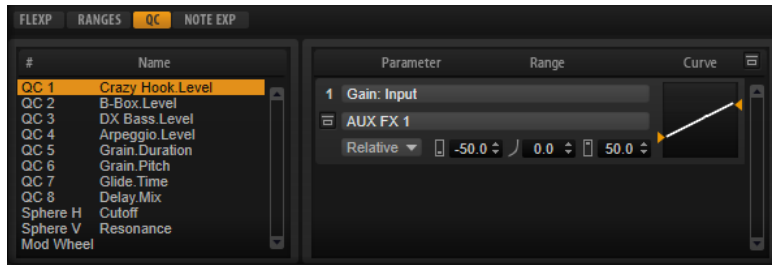 FLEXP RANGES QC NOTE EXP
# Name
QC 1 Crazy Hook.Level
QC 2 B-Box.Level
QC 3 DX Bass.Level
QC 4 Arpeggio.Level
QC 5 Grain.Duration
QC 6 Grain.Pitch
QC 7 Glide.Time
QC 8 Delay.Mix
Sphere H Cutoff
Sphere V Resonance
Mod Wheel
Parameter Range Curve
1 Gain: Input
AUX FX 1
Relative -50.0 0.0 50.0